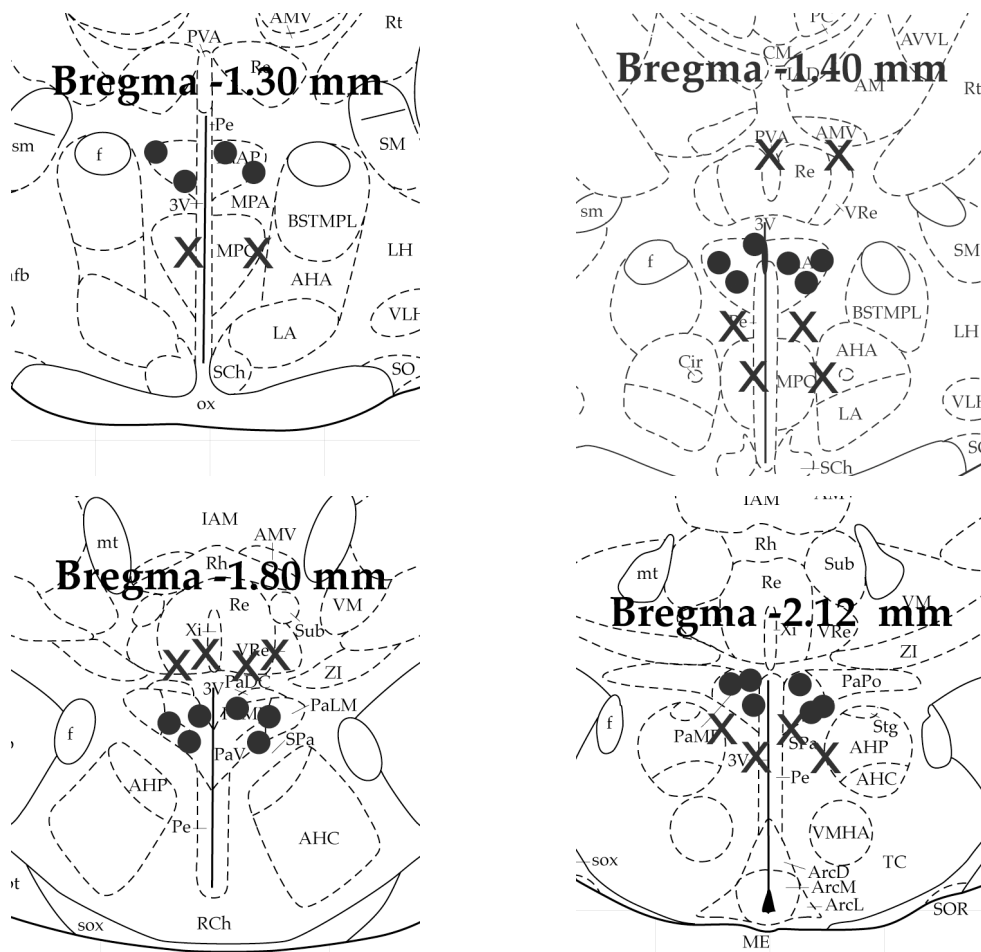 AMV
Rt
PVA
Re
Bregma -1.30 mm
Pe
sm
f
SM
3V
MPA
BSTMPL
LH
AHA
VLH
LA
SCh
SO
ox
AVVL
CM
Bregma -1.40 mm
AM
Rt
PVA
AMV
Re
sm
VRe
3V
f
SM
BSTMPL
LH
AHA
Cir
MPO
LA
VLH
SCh
IAM
mt
AMV
Rh
Bregma -1.80 mm
Re
VM
Xi
Sub
VRe
ZI
3V
PaDC
PaLM
f
SPa
PaV
AHP
Pe
AHC
sox
RCh
IAM
AM
Rh
Sub
mt
Re
VM
Bregma -2.12 mm
Xi
VRe
ZI
PaPo
f
Stg
PaMP
SPa
AHP
3V
Pe
AHC
VMHA
sox
TC
ArcD
ArcM
ArcL
SOR
ME